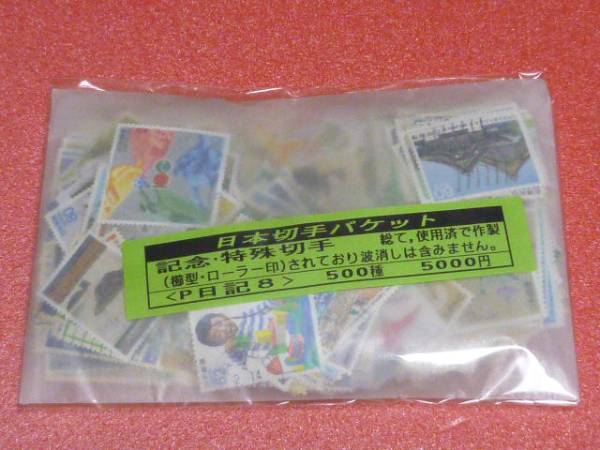 日本切手パケット
記念・特殊切手 総て,使用済で作製
(櫛型・ローラー印)されており波消しは含みません。
<P日記8> 500種 5000円